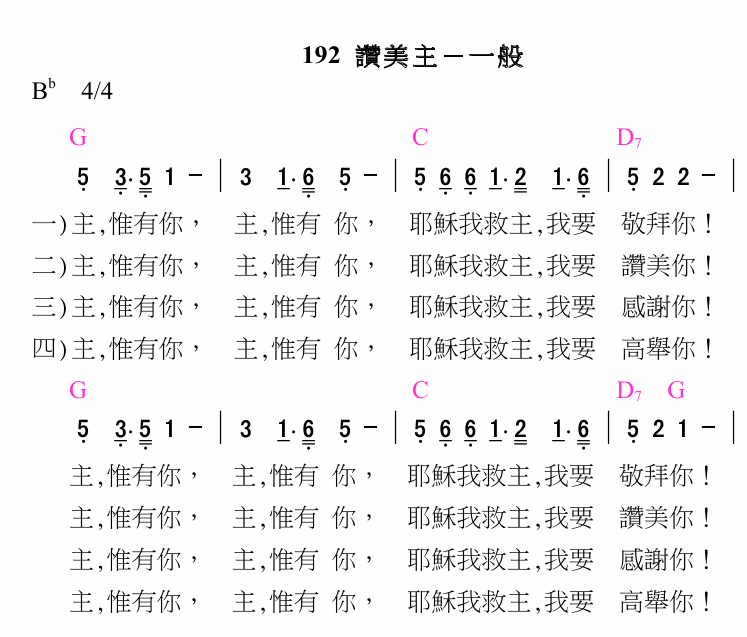 192 讚美主－一般
B♭ 4/4
G C D7
5̣ 3̣·5̣ 1 － | 3 1·6̣ 5̣ － | 5̣ 6̣ 6̣ 1·2 1·6̣ | 5̣ 2 2 － |
一)主,惟有你， 主,惟有 你， 耶穌我救主,我要 敬拜你！
二)主,惟有你， 主,惟有 你， 耶穌我救主,我要 讚美你！
三)主,惟有你， 主,惟有 你， 耶穌我救主,我要 感謝你！
四)主,惟有你， 主,惟有 你， 耶穌我救主,我要 高舉你！
G C D7 G
5̣ 3̣·5̣ 1 － | 3 1·6̣ 5̣ － | 5̣ 6̣ 6̣ 1·2 1·6̣ | 5̣ 2 1 － |
主,惟有你， 主,惟有 你， 耶穌我救主,我要 敬拜你！
主,惟有你， 主,惟有 你， 耶穌我救主,我要 讚美你！
主,惟有你， 主,惟有 你， 耶穌我救主,我要 感謝你！
主,惟有你， 主,惟有 你， 耶穌我救主,我要 高舉你！